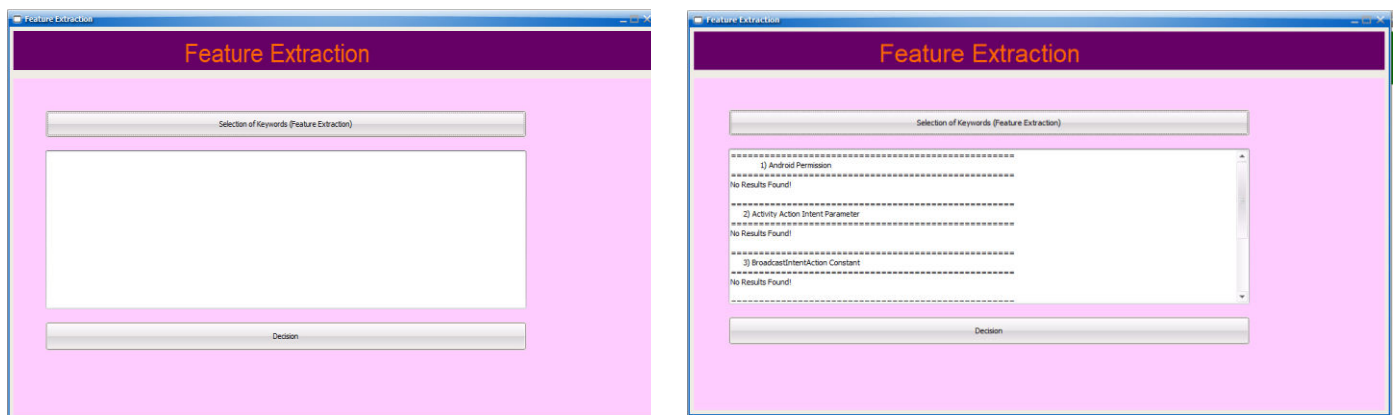 Feature Extraction
Feature Extraction
Selection of Keywords (Feature Extraction)
Decision
Feature Extraction
Feature Extraction
Selection of Keywords (Feature Extraction)
====================================================
1) Android Permission
====================================================
No Results Found!
====================================================
2) Activity Action Intent Parameter
====================================================
No Results Found!
====================================================
3) BroadcastIntentAction Constant
====================================================
No Results Found!
====================================================
Decision